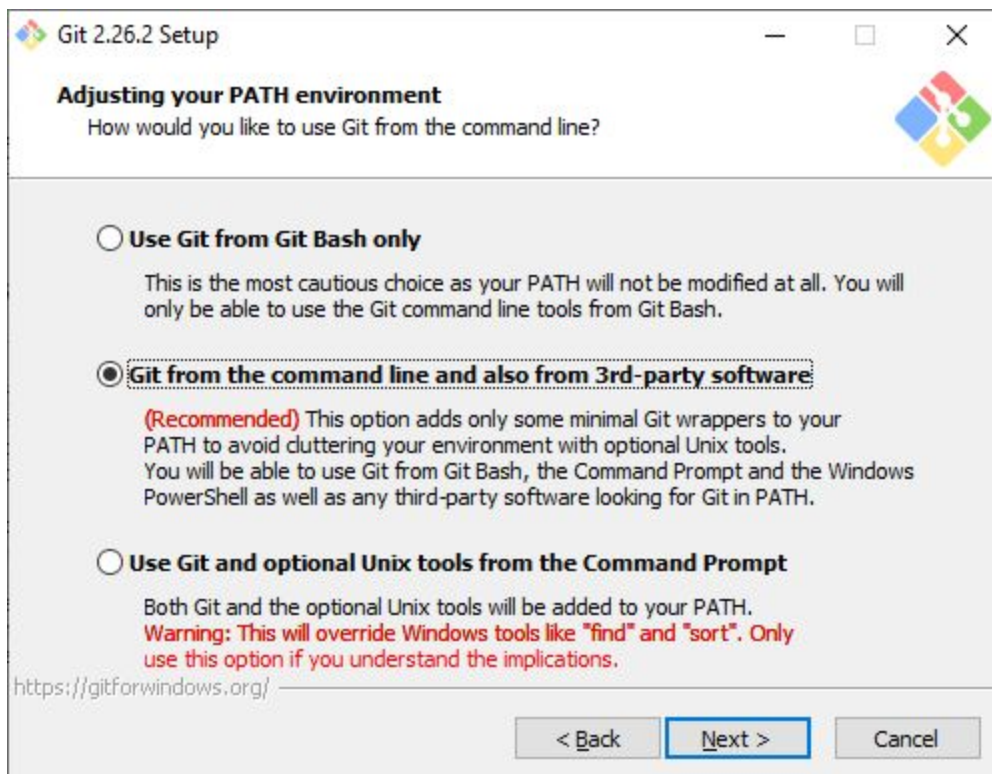 Git 2.26.2 Setup
Adjusting your PATH environment
How would you like to use Git from the command line?
Use Git from Git Bash only
This is the most cautious choice as your PATH will not be modified at all. You will
only be able to use the Git command line tools from Git Bash.
Git from the command line and also from 3rd-party software
(Recommended) This option adds only some minimal Git wrappers to your
PATH to avoid cluttering your environment with optional Unix tools.
You will be able to use Git from Git Bash, the Command Prompt and the Windows
PowerShell as well as any third-party software looking for Git in PATH.
Use Git and optional Unix tools from the Command Prompt
Both Git and the optional Unix tools will be added to your PATH.
Warning: This will override Windows tools like "find" and "sort". Only
use this option if you understand the implications.
https://gitforwindows.org/
< Back Next > Cancel